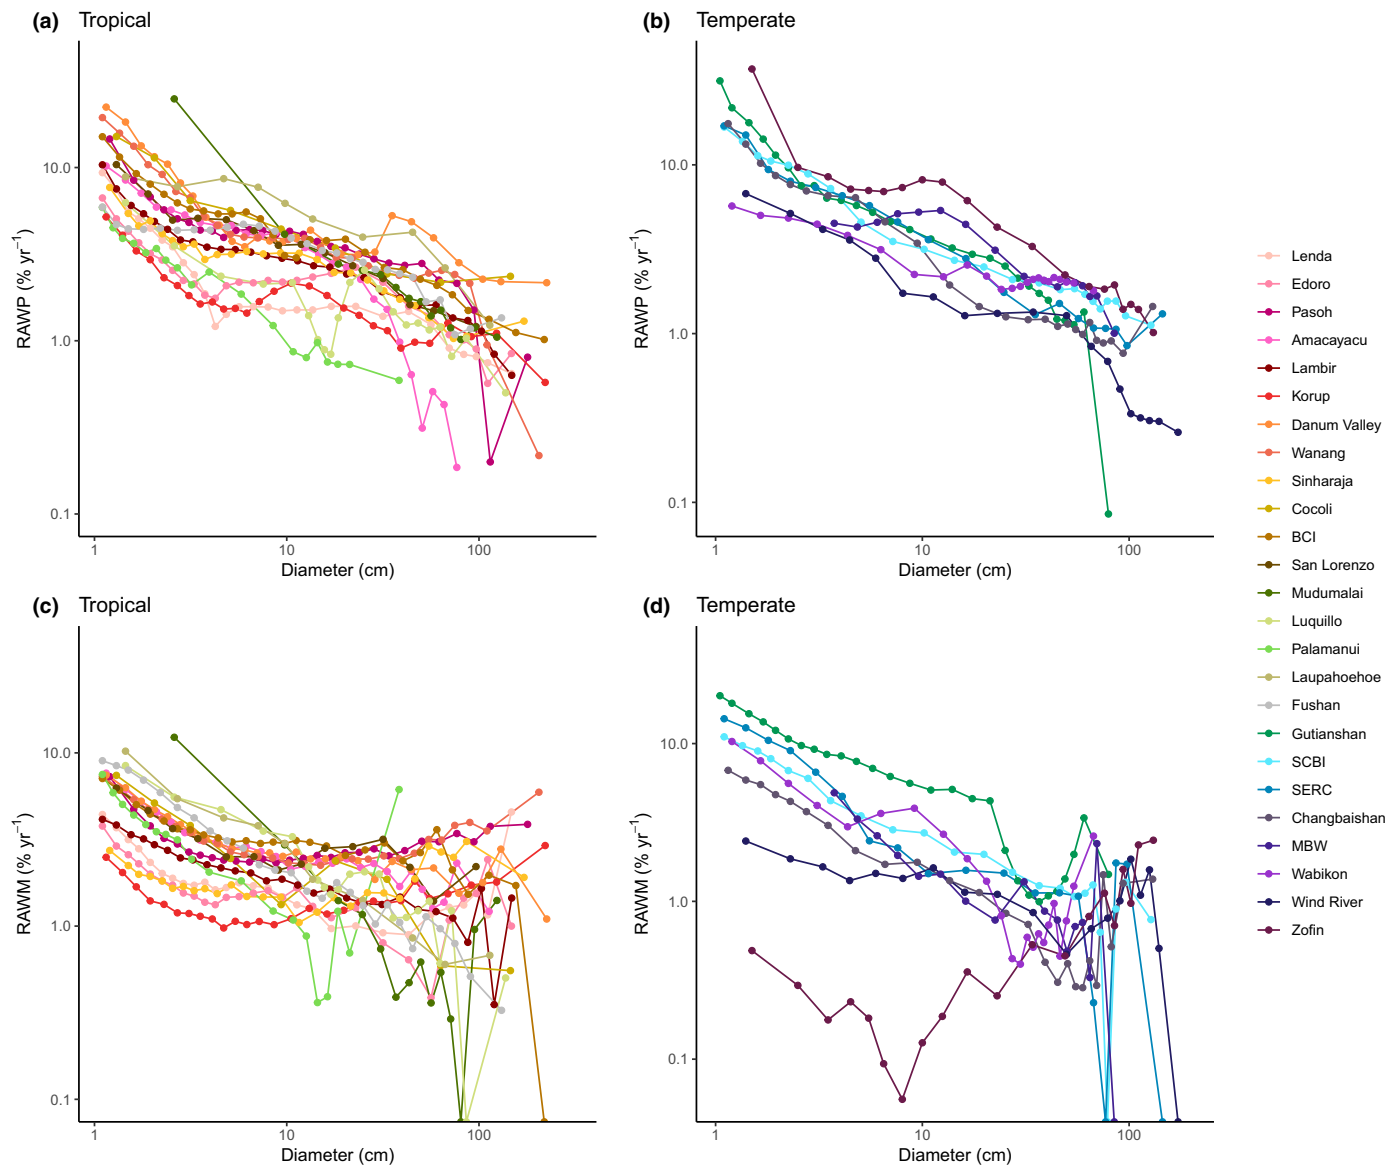 (a) Tropical
(b) Temperate
10.0
1.0
0.1
RAWP (% yr⁻¹)
1
10
100
Diameter (cm)
10.0
1.0
0.1
RAWP (% yr⁻¹)
1
10
100
Diameter (cm)
(c) Tropical
(d) Temperate
10.0
1.0
0.1
RAWM (% yr⁻¹)
1
10
100
Diameter (cm)
10.0
1.0
0.1
RAWM (% yr⁻¹)
1
10
100
Diameter (cm)
Lenda
Edoro
Pasoh
Amacayacu
Lambir
Korup
Danum Valley
Wanang
Sinharaja
Cocoli
BCI
San Lorenzo
Mudumalai
Luquillo
Palamanui
Laupahoehoe
Fushan
Gutianshan
SCBI
SERC
Changbaishan
MBW
Wabikon
Wind River
Zofin